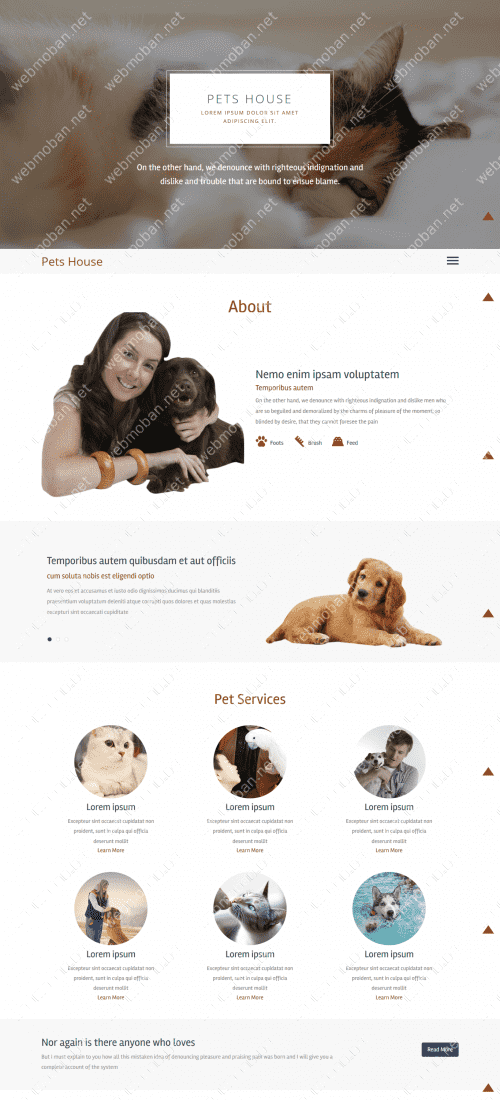 PETS HOUSE
LOREM IPSUM DOLOR SIT AMET
ADIPISCING ELIT.
On the other hand, we denounce with righteous indignation and
dislike and trouble that are bound to ensue blame.
Pets House
About
Nemo enim ipsam voluptatem
Temporibus autem
On the other hand, we denounce with righteous indignation and dislike men who
are so beguiled and demoralized by the charms of pleasure of the moment, so
blinded by desire, that they cannot foresee the pain
Foots Brush Feed
Temporibus autem quibusdam et aut officiis
cum soluta nobis est eligendi optio
At vero eos et accusamus et iusto odio dignissimos ducimus qui blanditiis
praesentium voluptatum deleniti atque corrupti quos dolores et quas molestias
excepturi sint occaecati cupiditate
Pet Services
Lorem ipsum
Excepteur sint occaecat cupidatat non
proident, sunt in culpa qui officia
deserunt mollit
Learn More
Lorem ipsum
Excepteur sint occaecat cupidatat non
proident, sunt in culpa qui officia
deserunt mollit
Learn More
Lorem ipsum
Excepteur sint occaecat cupidatat non
proident, sunt in culpa qui officia
deserunt mollit
Learn More
Lorem ipsum
Excepteur sint occaecat cupidatat non
proident, sunt in culpa qui officia
deserunt mollit
Learn More
Lorem ipsum
Excepteur sint occaecat cupidatat non
proident, sunt in culpa qui officia
deserunt mollit
Learn More
Lorem ipsum
Excepteur sint occaecat cupidatat non
proident, sunt in culpa qui officia
deserunt mollit
Learn More
Nor again is there anyone who loves
But I must explain to you how all this mistaken idea of denouncing pleasure and praising pain was born and I will give you a
complete account of the system
Read More
webmoban.net